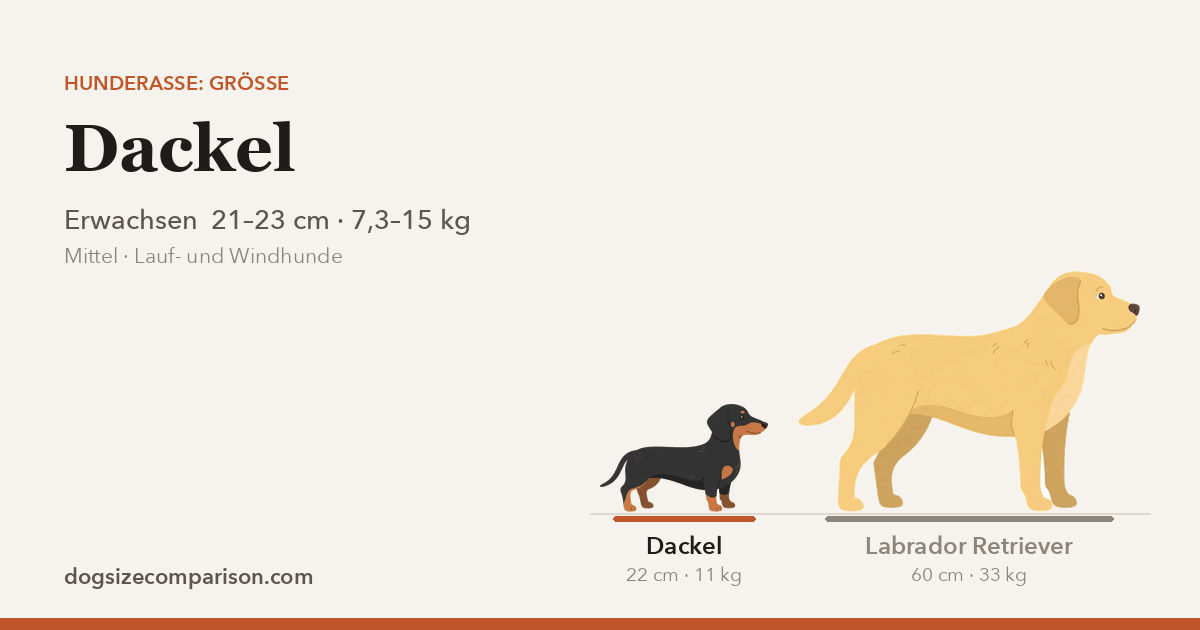 HUNDERASSE: GRÖSSE
Dackel
Erwachsen 21–23 cm · 7,3–15 kg
Mittel · Lauf- und Windhunde
Dackel
22 cm · 11 kg
Labrador Retriever
60 cm · 33 kg
dogsizecomparison.com